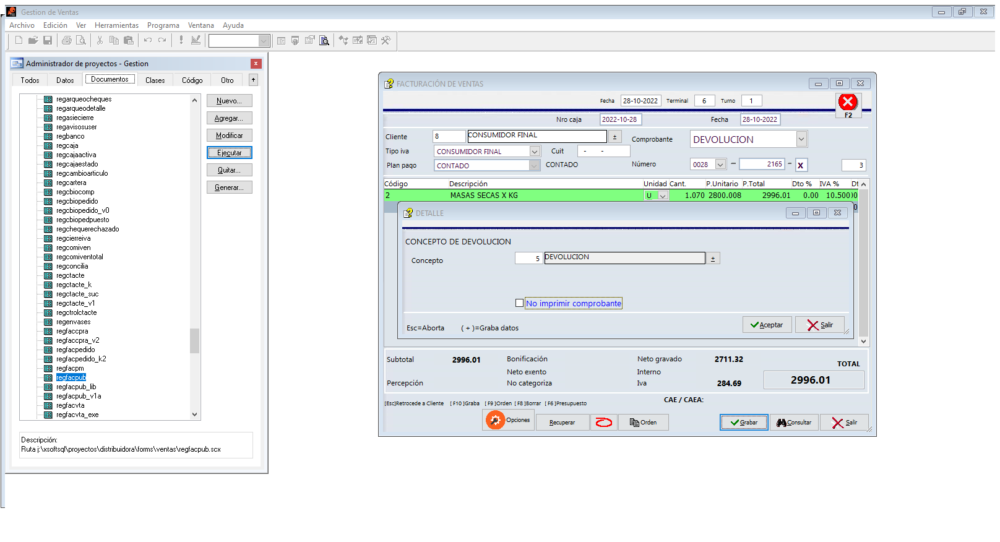 Gestion de Ventas
Archivo Edición Ver Herramientas Programa Ventana Ayuda
Administrador de proyectos - Gestion
Todos Datos Documentos Clases Código Otro
regarqueocheques
regarqueodetalle
regasiecierre
regavisosuser
regbanco
regcaja
regcajaactiva
regcajaestado
regcambioarticulo
regcartera
regcbiocomp
regcbiopedido
regcbiopedido_v0
regcbiopedpuesto
regchequerechazado
regcierreiva
regcomiven
regcomiventotal
regconcilia
regctacte
regctacte_k
regctacte_suc
regctacte_v1
regctrolctacte
regenvases
regfaccpra
regfaccpra_v2
regfacpedido
regfacpedido_k2
regfacpm
regfacpub
regfacpub_lib
regfacpub_v1a
regfacvta
regfacvta_exe
Nuevo...
Agregar...
Modificar
Ejecutar
Quitar...
Generar...
Descripción:
Ruta j:\xsoftsql\proyectos\distribuidora\forms\ventas\regfacpub.scx
FACTURACIÓN DE VENTAS
Fecha 28-10-2022 Terminal 6 Turno 1
F2
Nro caja 2022-10-28 Fecha 28-10-2022
Cliente 8 CONSUMIDOR FINAL ± Comprobante DEVOLUCION
Tipo iva CONSUMIDOR FINAL Cuit - -
Plan pago CONTADO CONTADO Número 0028 - 2165 - X 3
Código Descripción Unidad Cant. P.Unitario P.Total Dto % IVA % Dt
2 MASAS SECAS X KG U 1.070 2800.008 2996.01 0.00 10.500
DETALLE
CONCEPTO DE DEVOLUCION
Concepto 5 DEVOLUCION ±
No imprimir comprobante
Esc=Aborta ( + )=Graba datos Aceptar Salir
Subtotal 2996.01 Bonificación Neto gravado 2711.32 TOTAL
Neto exento Interno 2996.01
Percepción No categoriza Iva 284.69
CAE / CAEA:
[Esc]Retrocede a Cliente [ F10 ]Graba [ F9 ]Orden [ F8 ]Borrar [ F6 ]Presupuesto
Opciones Recuperar Orden Grabar Consultar Salir